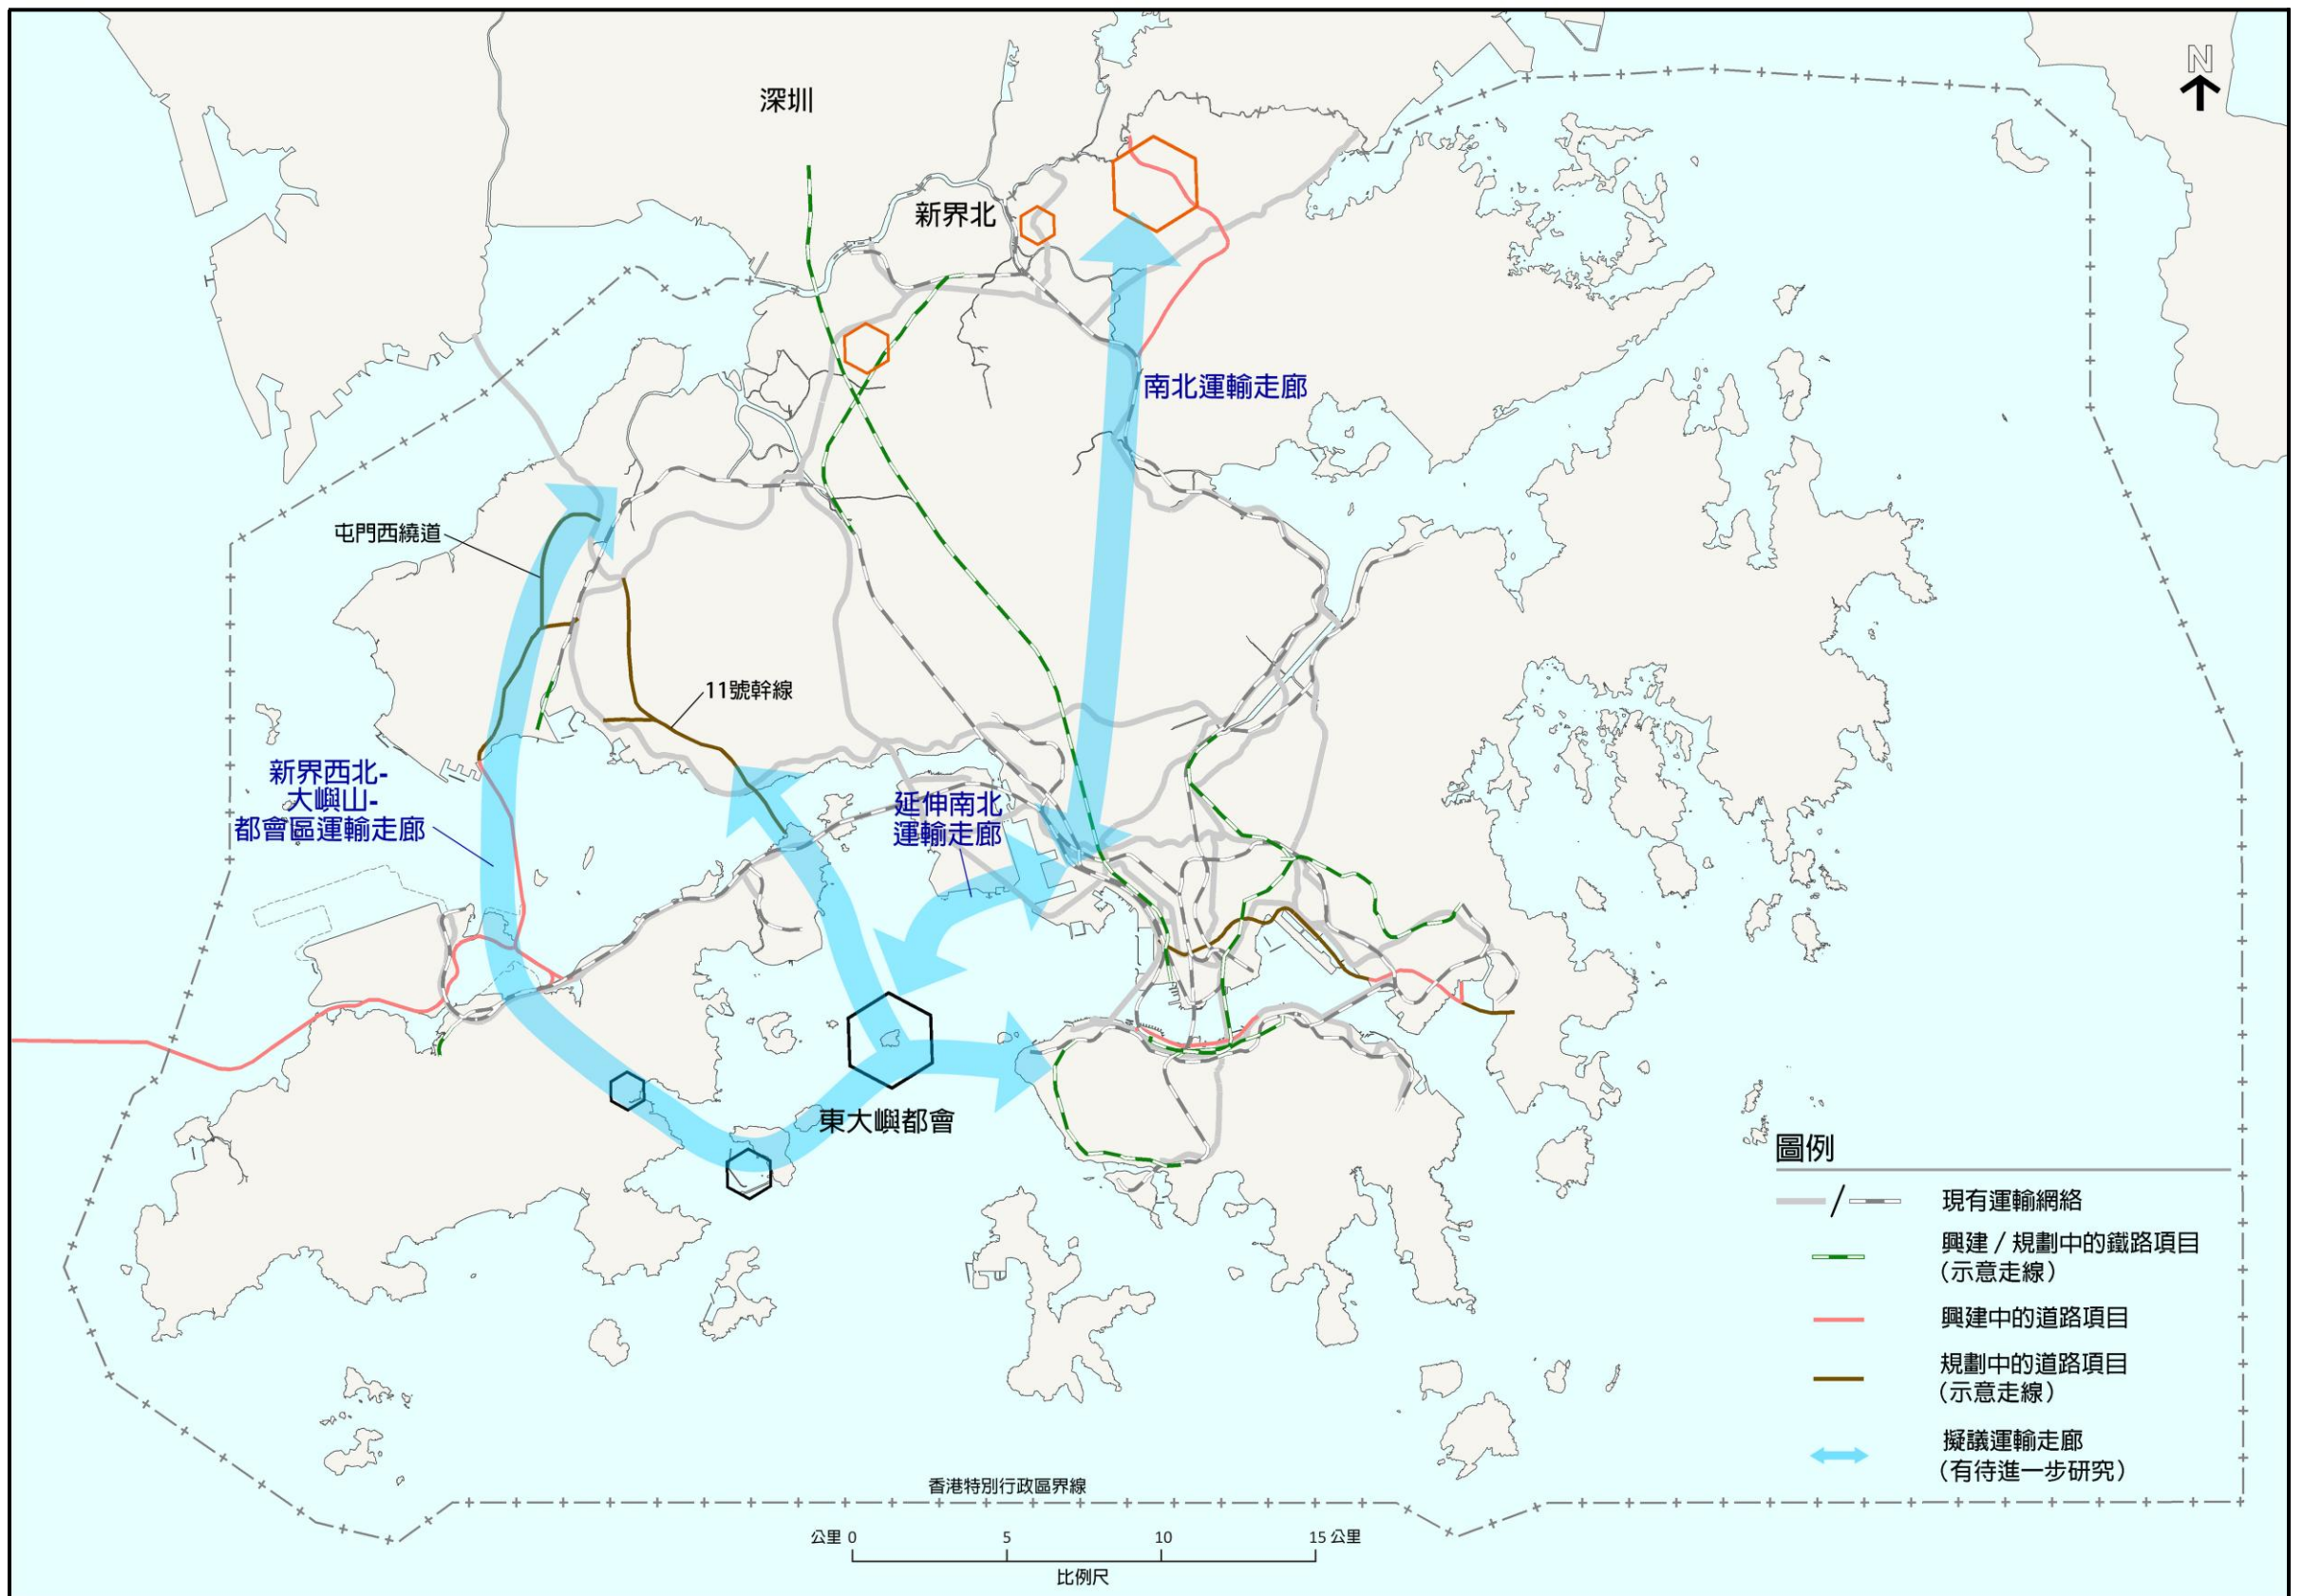 N
深圳
新界北
南北運輸走廊
屯門西繞道
11號幹線
新界西北-
大嶼山-
都會區運輸走廊
延伸南北
運輸走廊
東大嶼都會
圖例
現有運輸網絡
興建 / 規劃中的鐵路項目
(示意走線)
興建中的道路項目
規劃中的道路項目
(示意走線)
擬議運輸走廊
(有待進一步研究)
香港特別行政區界線
公里 0 5 10 15 公里
比例尺